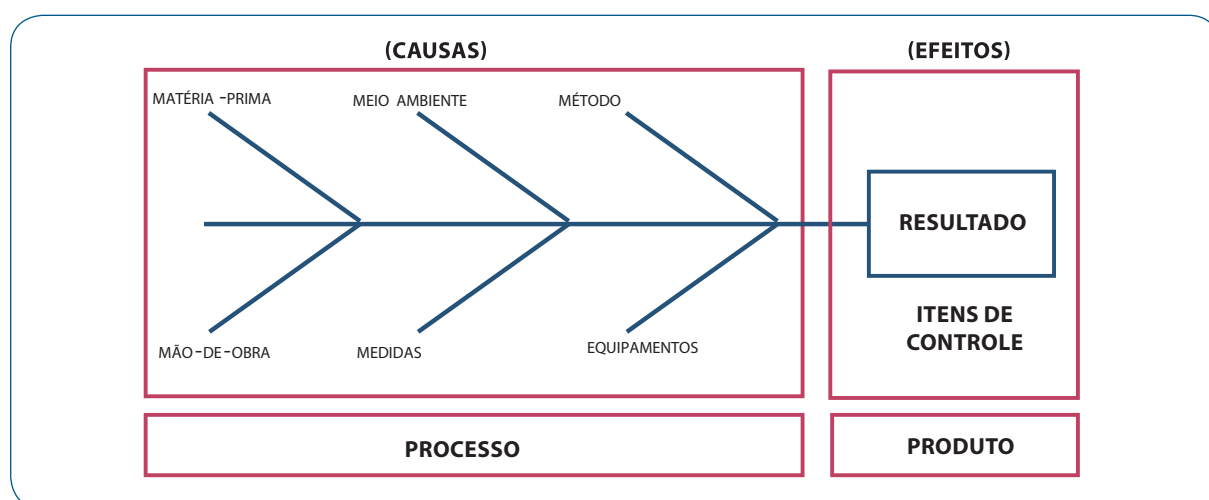 (CAUSAS)
(EFEITOS)
MATÉRIA -PRIMA
MEIO AMBIENTE
MÉTODO
RESULTADO
ITENS DE
CONTROLE
MÃO-DE-OBRA
MEDIDAS
EQUIPAMENTOS
PROCESSO
PRODUTO